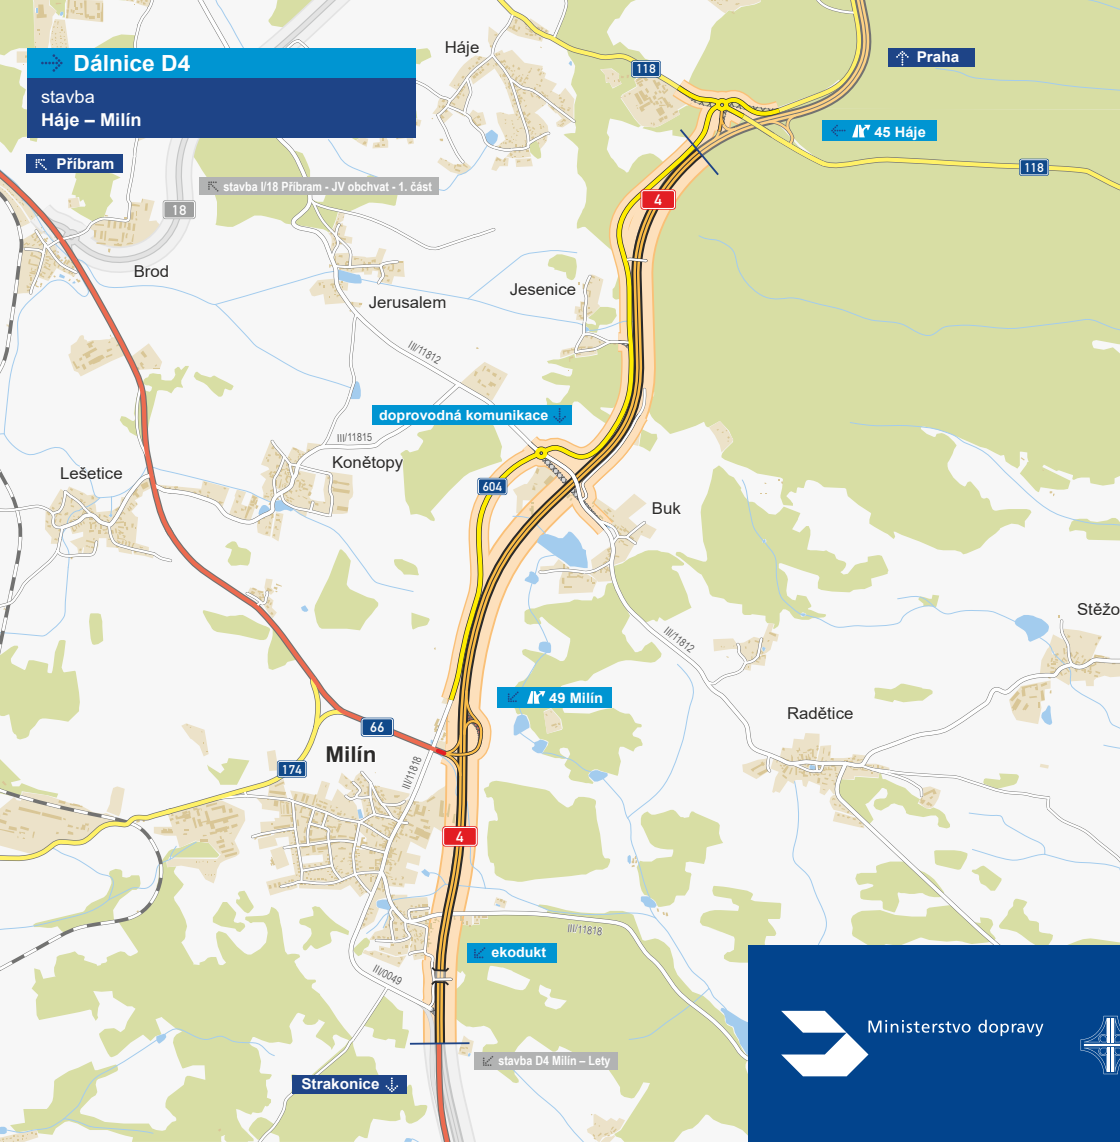 Háje
118
Praha
Dálnice D4
stavba
Háje – Milín
45 Háje
Příbram
118
stavba I/18 Příbram - JV obchvat - 1. část
4
18
Brod
Jesenice
Jerusalem
III/11812
doprovodná komunikace
III/11815
Konětopy
Lešetice
604
Buk
Stěžo
III/11812
49 Milín
Radětice
66
Milín
174
III/11818
4
III/11818
ekodukt
III/0049
Ministerstvo dopravy
stavba D4 Milín – Lety
Strakonice